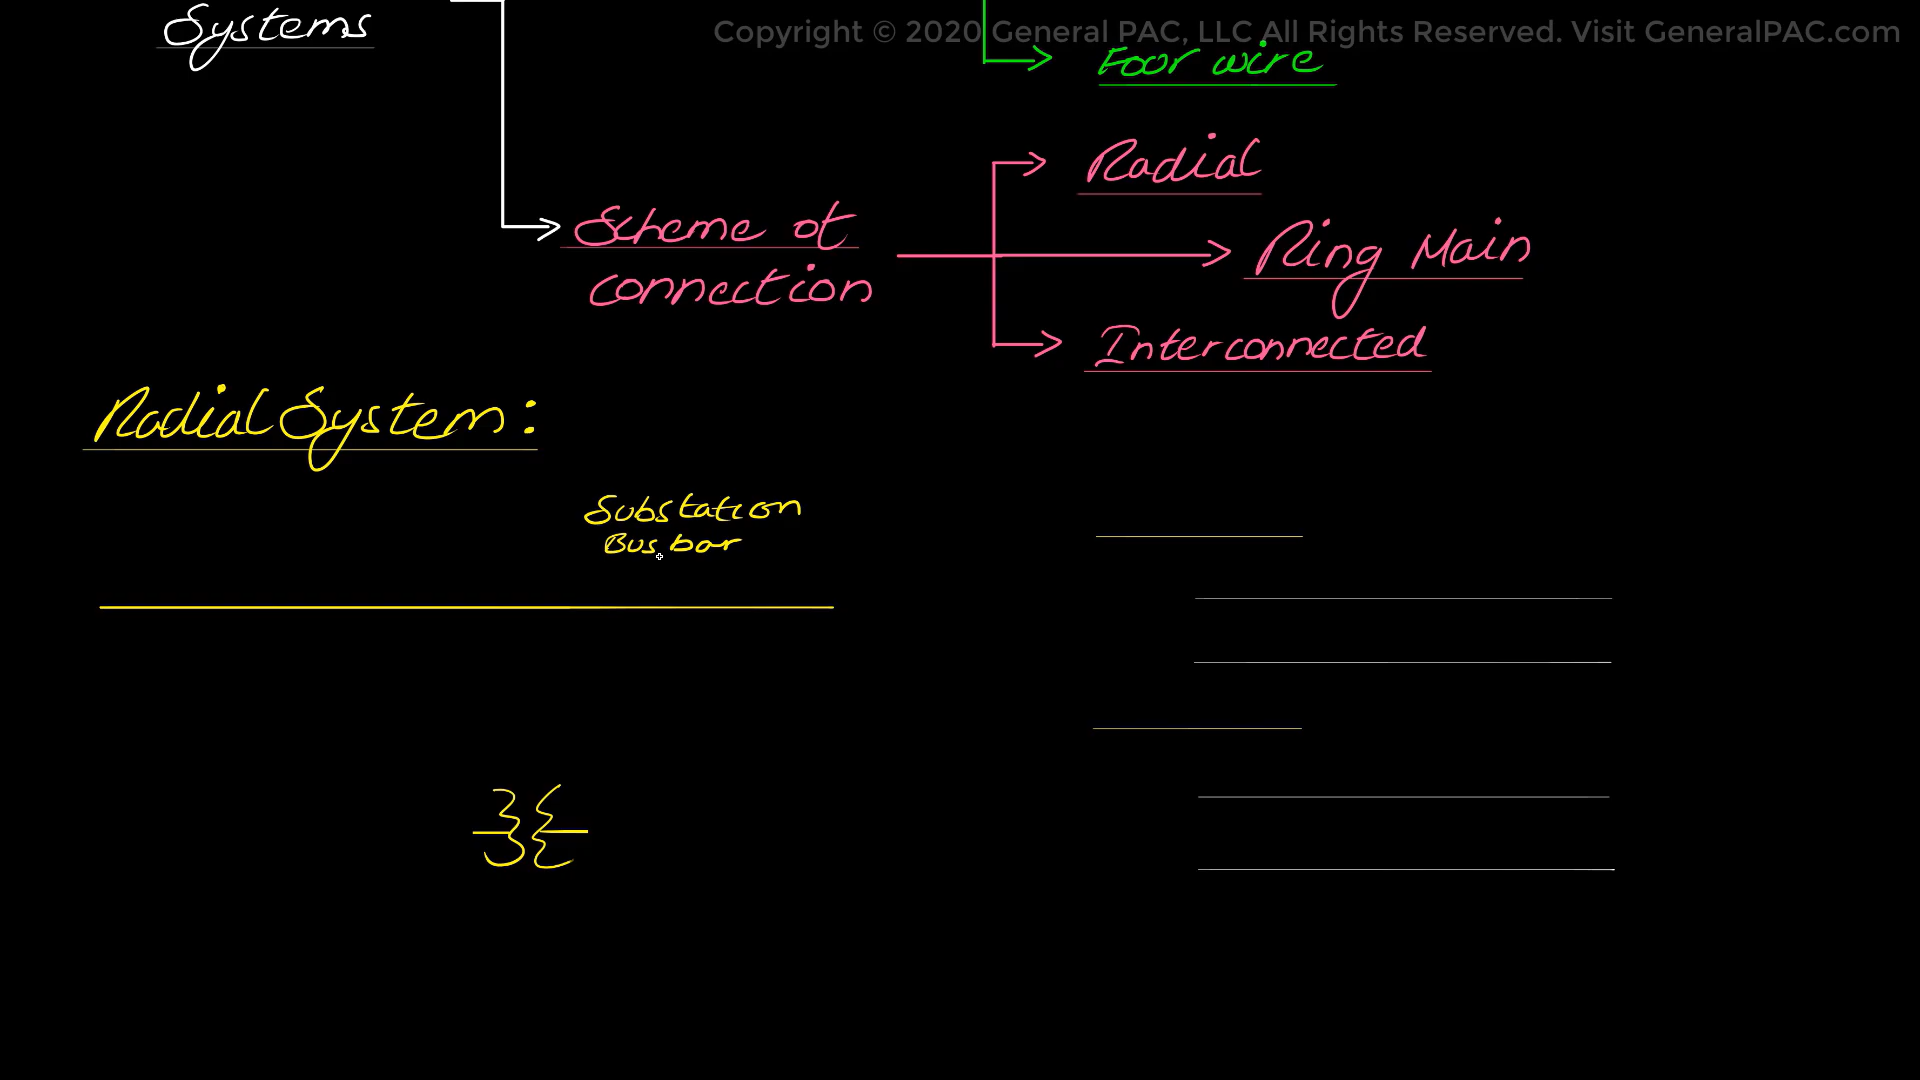 Systems
Copyright © 2020 General PAC, LLC All Rights Reserved. Visit GeneralPAC.com
Foor wire
Radial
Scheme of
connection
Ring Main
Interconnected
Radial System:
Substation
Bus bar